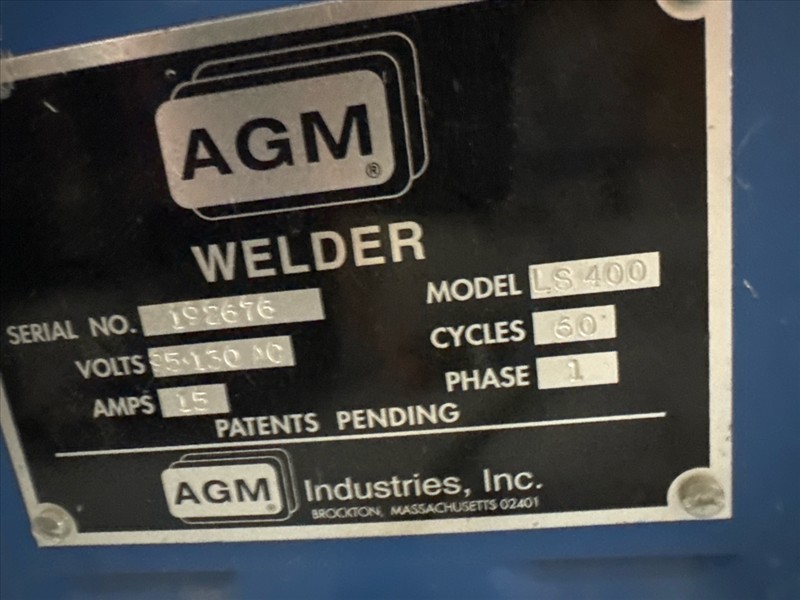 AGM®
WELDER
SERIAL NO. 192676
MODEL LS 400
VOLTS 95-130 AC
CYCLES 60
AMPS 15
PHASE 1
PATENTS PENDING
AGM® Industries, Inc.
BROCKTON, MASSACHUSETTS 02401